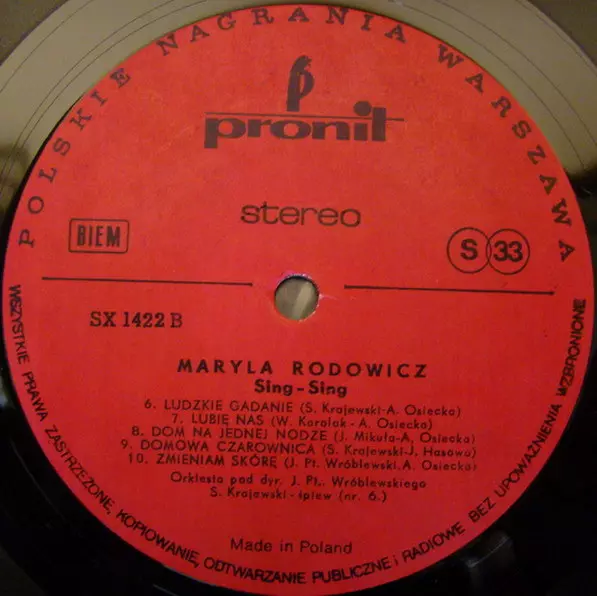 POLSKIE NAGRANIA WARSZAWA
pronit
stereo
BIEM
S 33
SX 1422 B
MARYLA RODOWICZ
Sing-Sing
6. LUDZKIE GADANIE (S. Krajewski-A. Osiecka)
7. LUBIĘ NAS (W. Korolak - A. Osiecka)
8. DOM NA JEDNEJ NODZE (J. Mikuła-A, Osiecka)
9. DOMOWA CZAROWNICA (S. Krajewski-J, Hasowa)
10. ZMIENIAM SKÓRĘ (J. Pt. Wróblewski.A. Osiecka)
Orkiesta pod dyr. J. Pt.. Wróblewskiego
S. Krajewski - śpiew (nr. 6.)
Made in Poland
WSZYSTKIE PRAWA ZASTRZEŻONE, KOPIOWANIE, ODTWARZANIE PUBLICZNE i RADIOWE BEZ UPOWAŻNIENIA WZBRONIONE